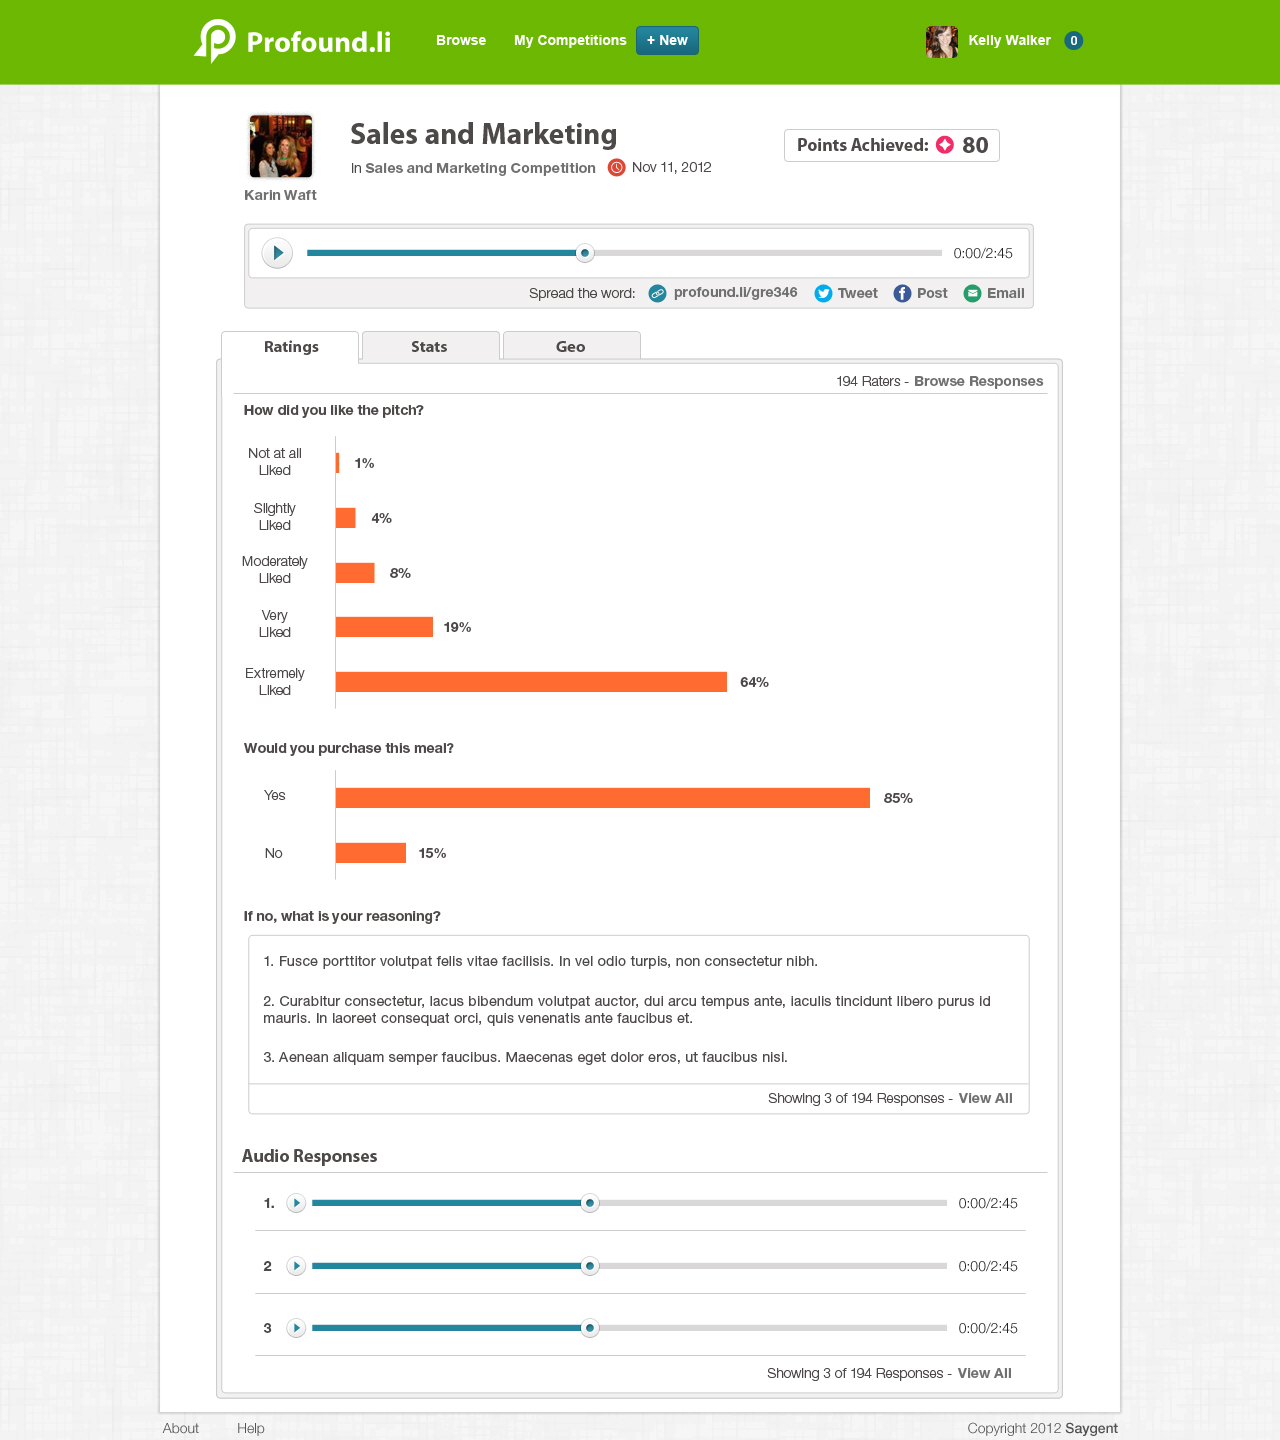 Profound.li
Browse
My Competitions
+ New
Kelly Walker
0
Sales and Marketing
In Sales and Marketing Competition
Nov 11, 2012
Points Achieved: 80
Karin Waft
0:00/2:45
Spread the word: profound.li/gre346 Tweet Post Email
Ratings
Stats
Geo
194 Raters - Browse Responses
How did you like the pitch?
Not at all
Liked
1%
Slightly
Liked
4%
Moderately
Liked
8%
Very
Liked
19%
Extremely
Liked
64%
Would you purchase this meal?
Yes
85%
No
15%
If no, what is your reasoning?
1. Fusce porttitor volutpat felis vitae facilisis. In vel odio turpis, non consectetur nibh.
2. Curabitur consectetur, lacus bibendum volutpat auctor, dui arcu tempus ante, iaculis tincidunt libero purus id
mauris. In laoreet consequat orci, quis venenatis ante faucibus et.
3. Aenean aliquam semper faucibus. Maecenas eget dolor eros, ut faucibus nisi.
Showing 3 of 194 Responses - View All
Audio Responses
1.
0:00/2:45
2
0:00/2:45
3
0:00/2:45
Showing 3 of 194 Responses - View All
About
Help
Copyright 2012 Saygent